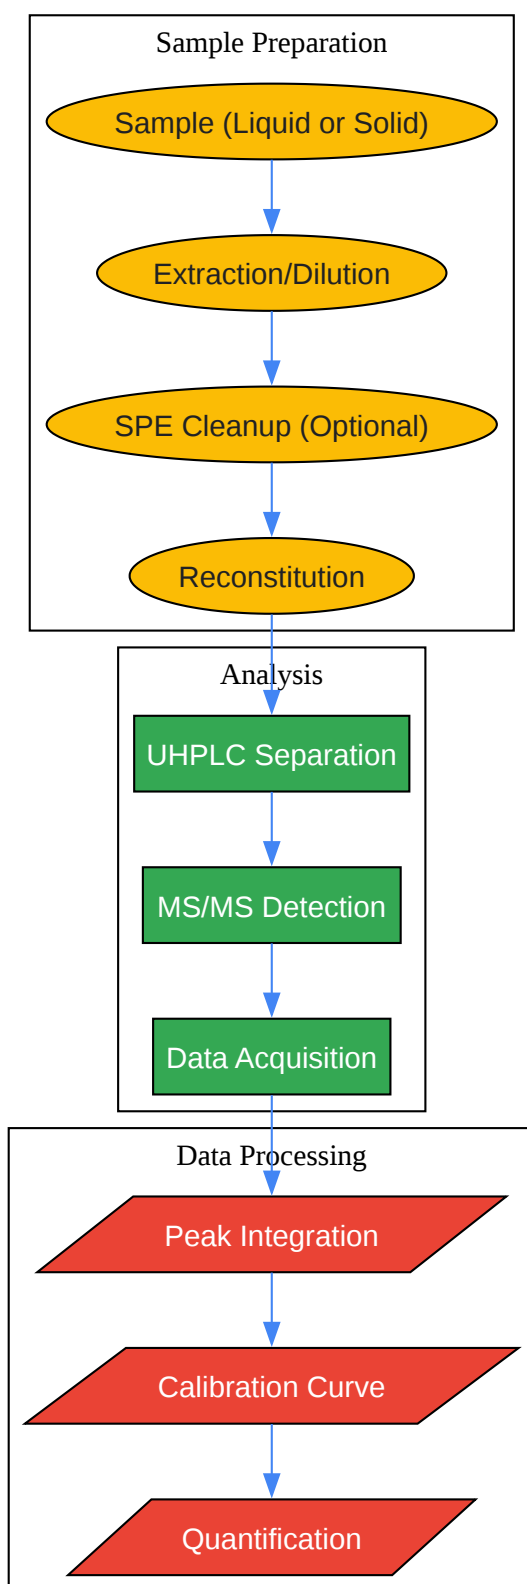 Sample Preparation
Sample (Liquid or Solid)
Extraction/Dilution
SPE Cleanup (Optional)
Reconstitution
Analysis
UHPLC Separation
MS/MS Detection
Data Acquisition
Data Processing
Peak Integration
Calibration Curve
Quantification